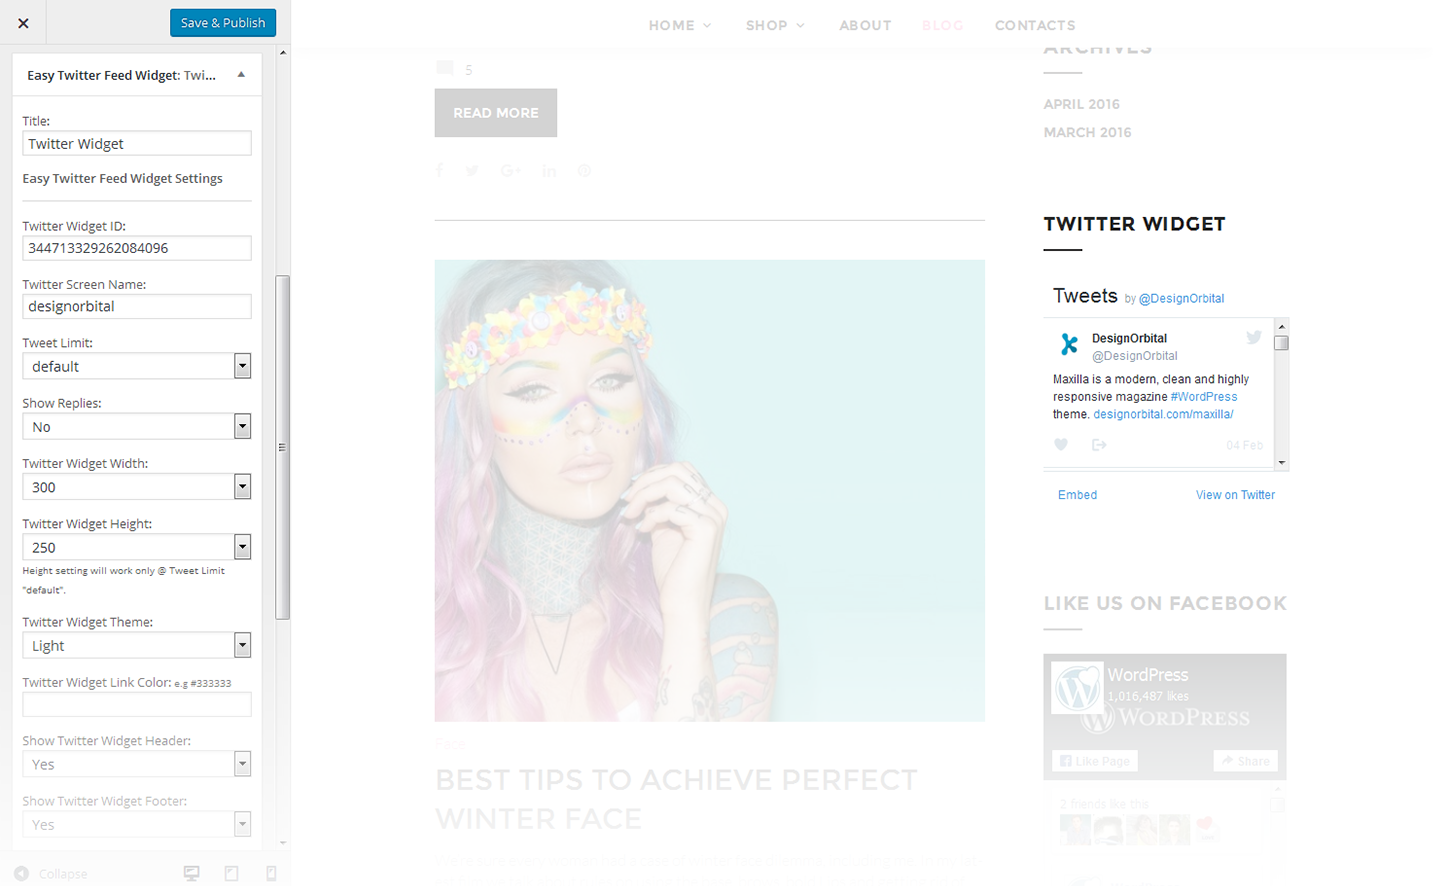 Save & Publish
Easy Twitter Feed Widget: Twi...
Title:
Twitter Widget
Easy Twitter Feed Widget Settings
Twitter Widget ID:
344713329262084096
Twitter Screen Name:
designorbital
Tweet Limit:
default
Show Replies:
No
Twitter Widget Width:
300
Twitter Widget Height:
250
Height setting will work only @ Tweet Limit
"default".
Twitter Widget Theme:
Light
Twitter Widget Link Color: e.g #333333
Show Twitter Widget Header:
Yes
Show Twitter Widget Footer:
Yes
Collapse
HOME SHOP ABOUT BLOG CONTACTS
5
READ MORE
Face
BEST TIPS TO ACHIEVE PERFECT
WINTER FACE
ARCHIVES
APRIL 2016
MARCH 2016
TWITTER WIDGET
Tweets by @DesignOrbital
DesignOrbital
@DesignOrbital
Maxilla is a modern, clean and highly
responsive magazine #WordPress
theme. designorbital.com/maxilla/
04 Feb
Embed View on Twitter
LIKE US ON FACEBOOK
WordPress
1,016,487 likes
WORDPRESS
Like Page Share
2 friends like this